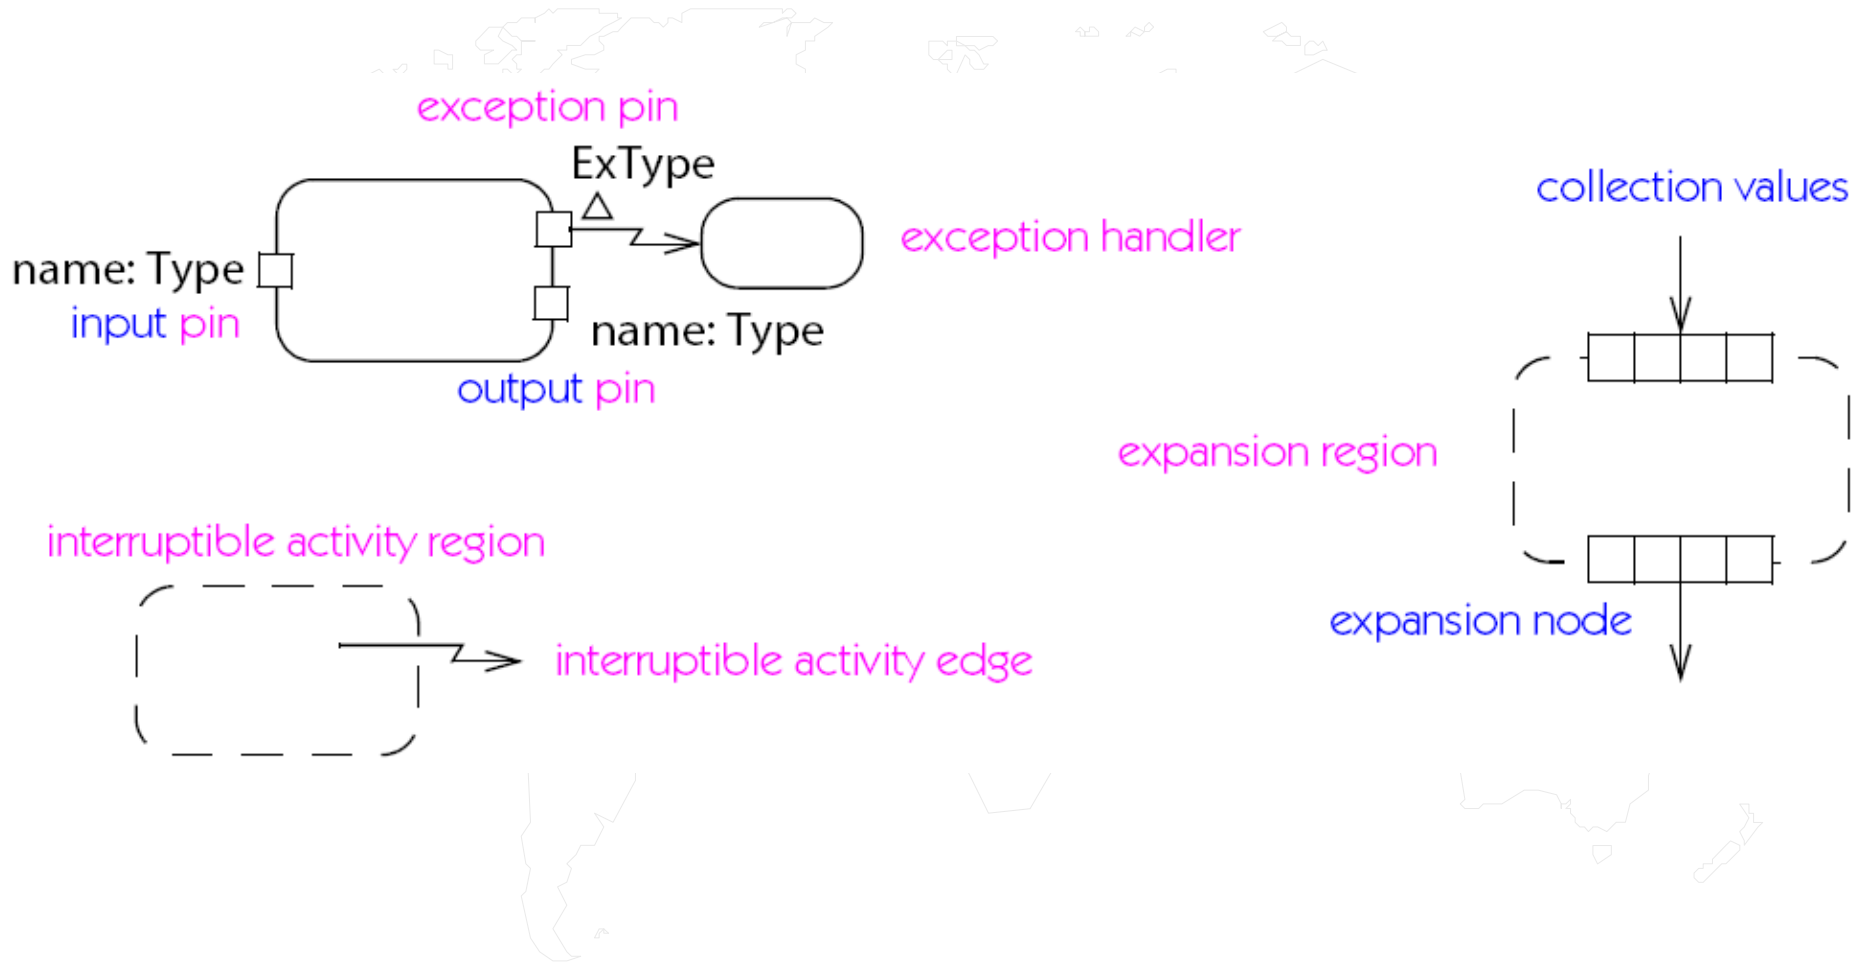 exception pin
ExType
collection values
exception handler
name: Type
input pin
name: Type
output pin
expansion region
interruptible activity region
expansion node
interruptible activity edge